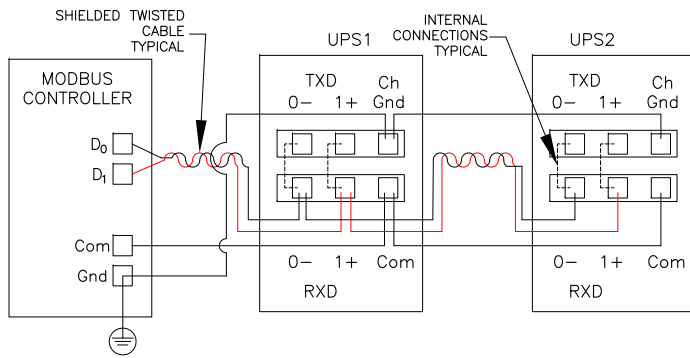 SHIELDED TWISTED
CABLE
TYPICAL
INTERNAL
CONNECTIONS
TYPICAL
MODBUS
CONTROLLER
D0
D1
Com
Gnd
UPS1
TXD
Ch
0− 1+ Gnd
0− 1+ Com
RXD
UPS2
TXD
Ch
0− 1+ Gnd
0− 1+ Com
RXD